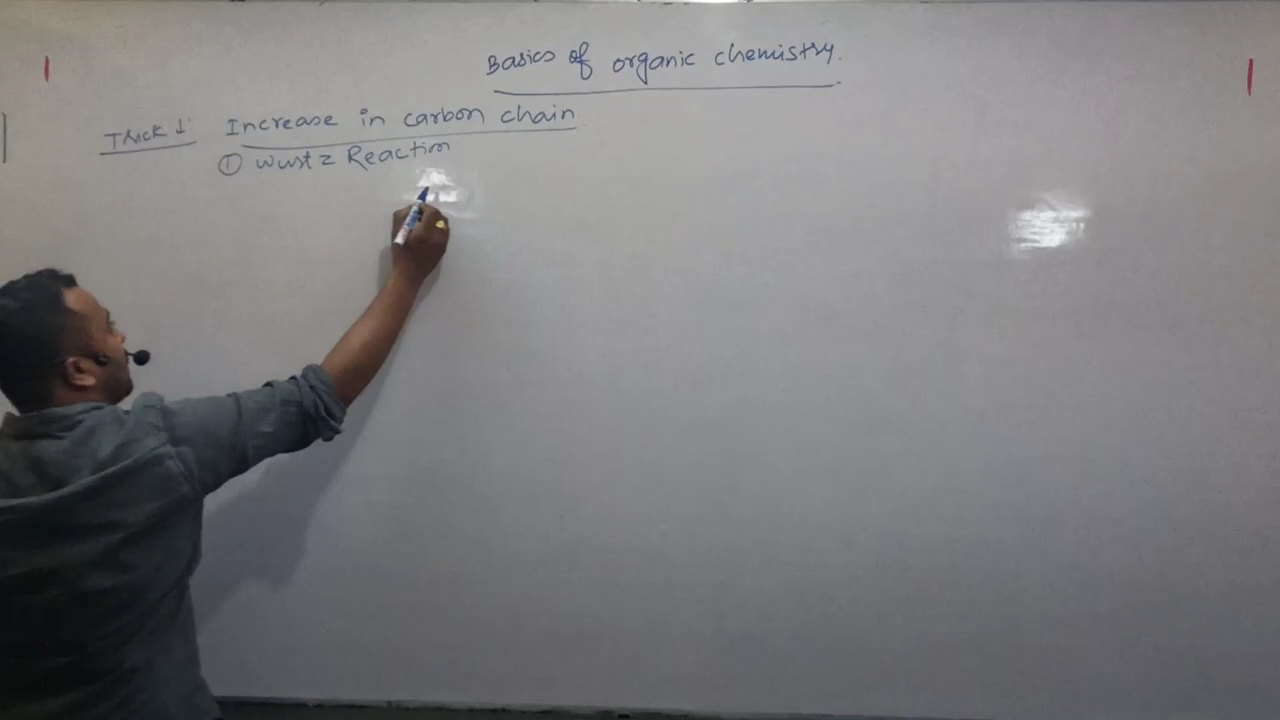 Basics of organic chemistry.
Trick 1: Increase in carbon chain
① Wurtz Reaction